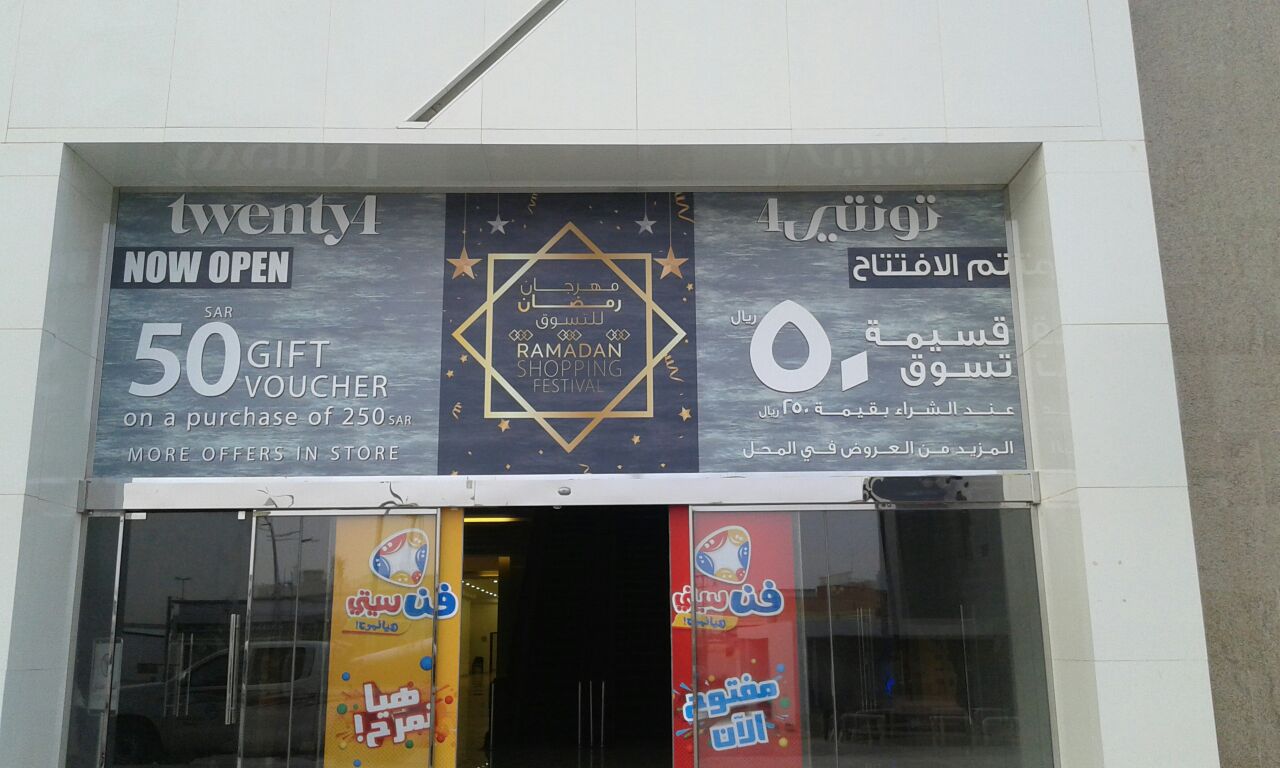 twenty4
NOW OPEN
SAR
50 GIFT
VOUCHER
on a purchase of 250 SAR
MORE OFFERS IN STORE
مهرجان
رمضان
للتسوق
RAMADAN
SHOPPING
FESTIVAL
تونتي4
تم الافتتاح
قسيمة ٥٠ ريال
تسوق
عند الشراء بقيمة ٢٥٠ ريال
المزيد من العروض في المحل
فن سيتي
هيا
نمرح!
فن سيتي
مفتوح
الآن